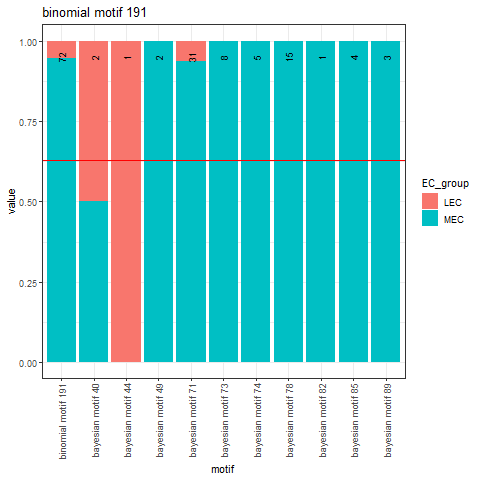 binomial motif 191
1.00
0.75
0.50
0.25
0.00
value
72
2
1
2
31
8
5
15
1
4
3
binomial motif 191
bayesian motif 40
bayesian motif 44
bayesian motif 49
bayesian motif 71
bayesian motif 73
bayesian motif 74
bayesian motif 78
bayesian motif 82
bayesian motif 85
bayesian motif 89
motif
EC_group
LEC
MEC